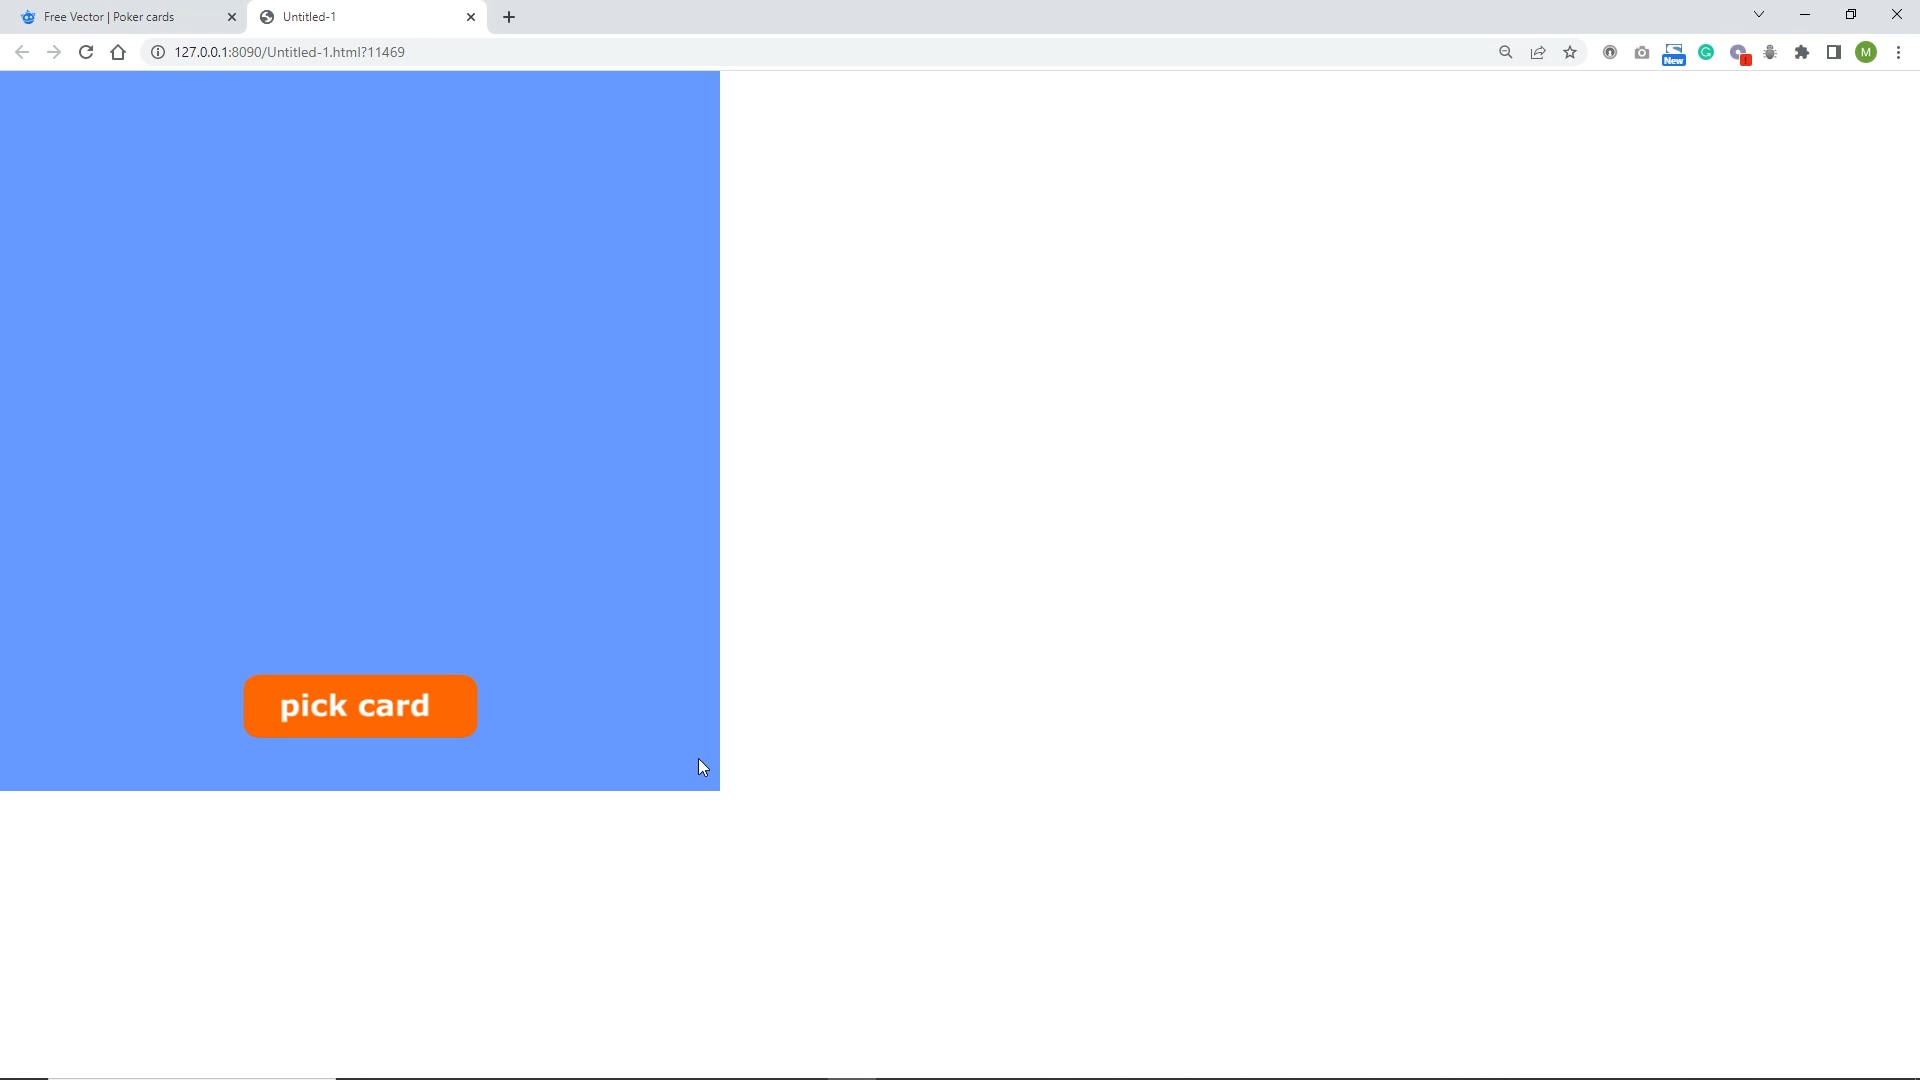 Free Vector | Poker cards
Untitled-1
127.0.0.1:8090/Untitled-1.html?11469
New
M
pick card